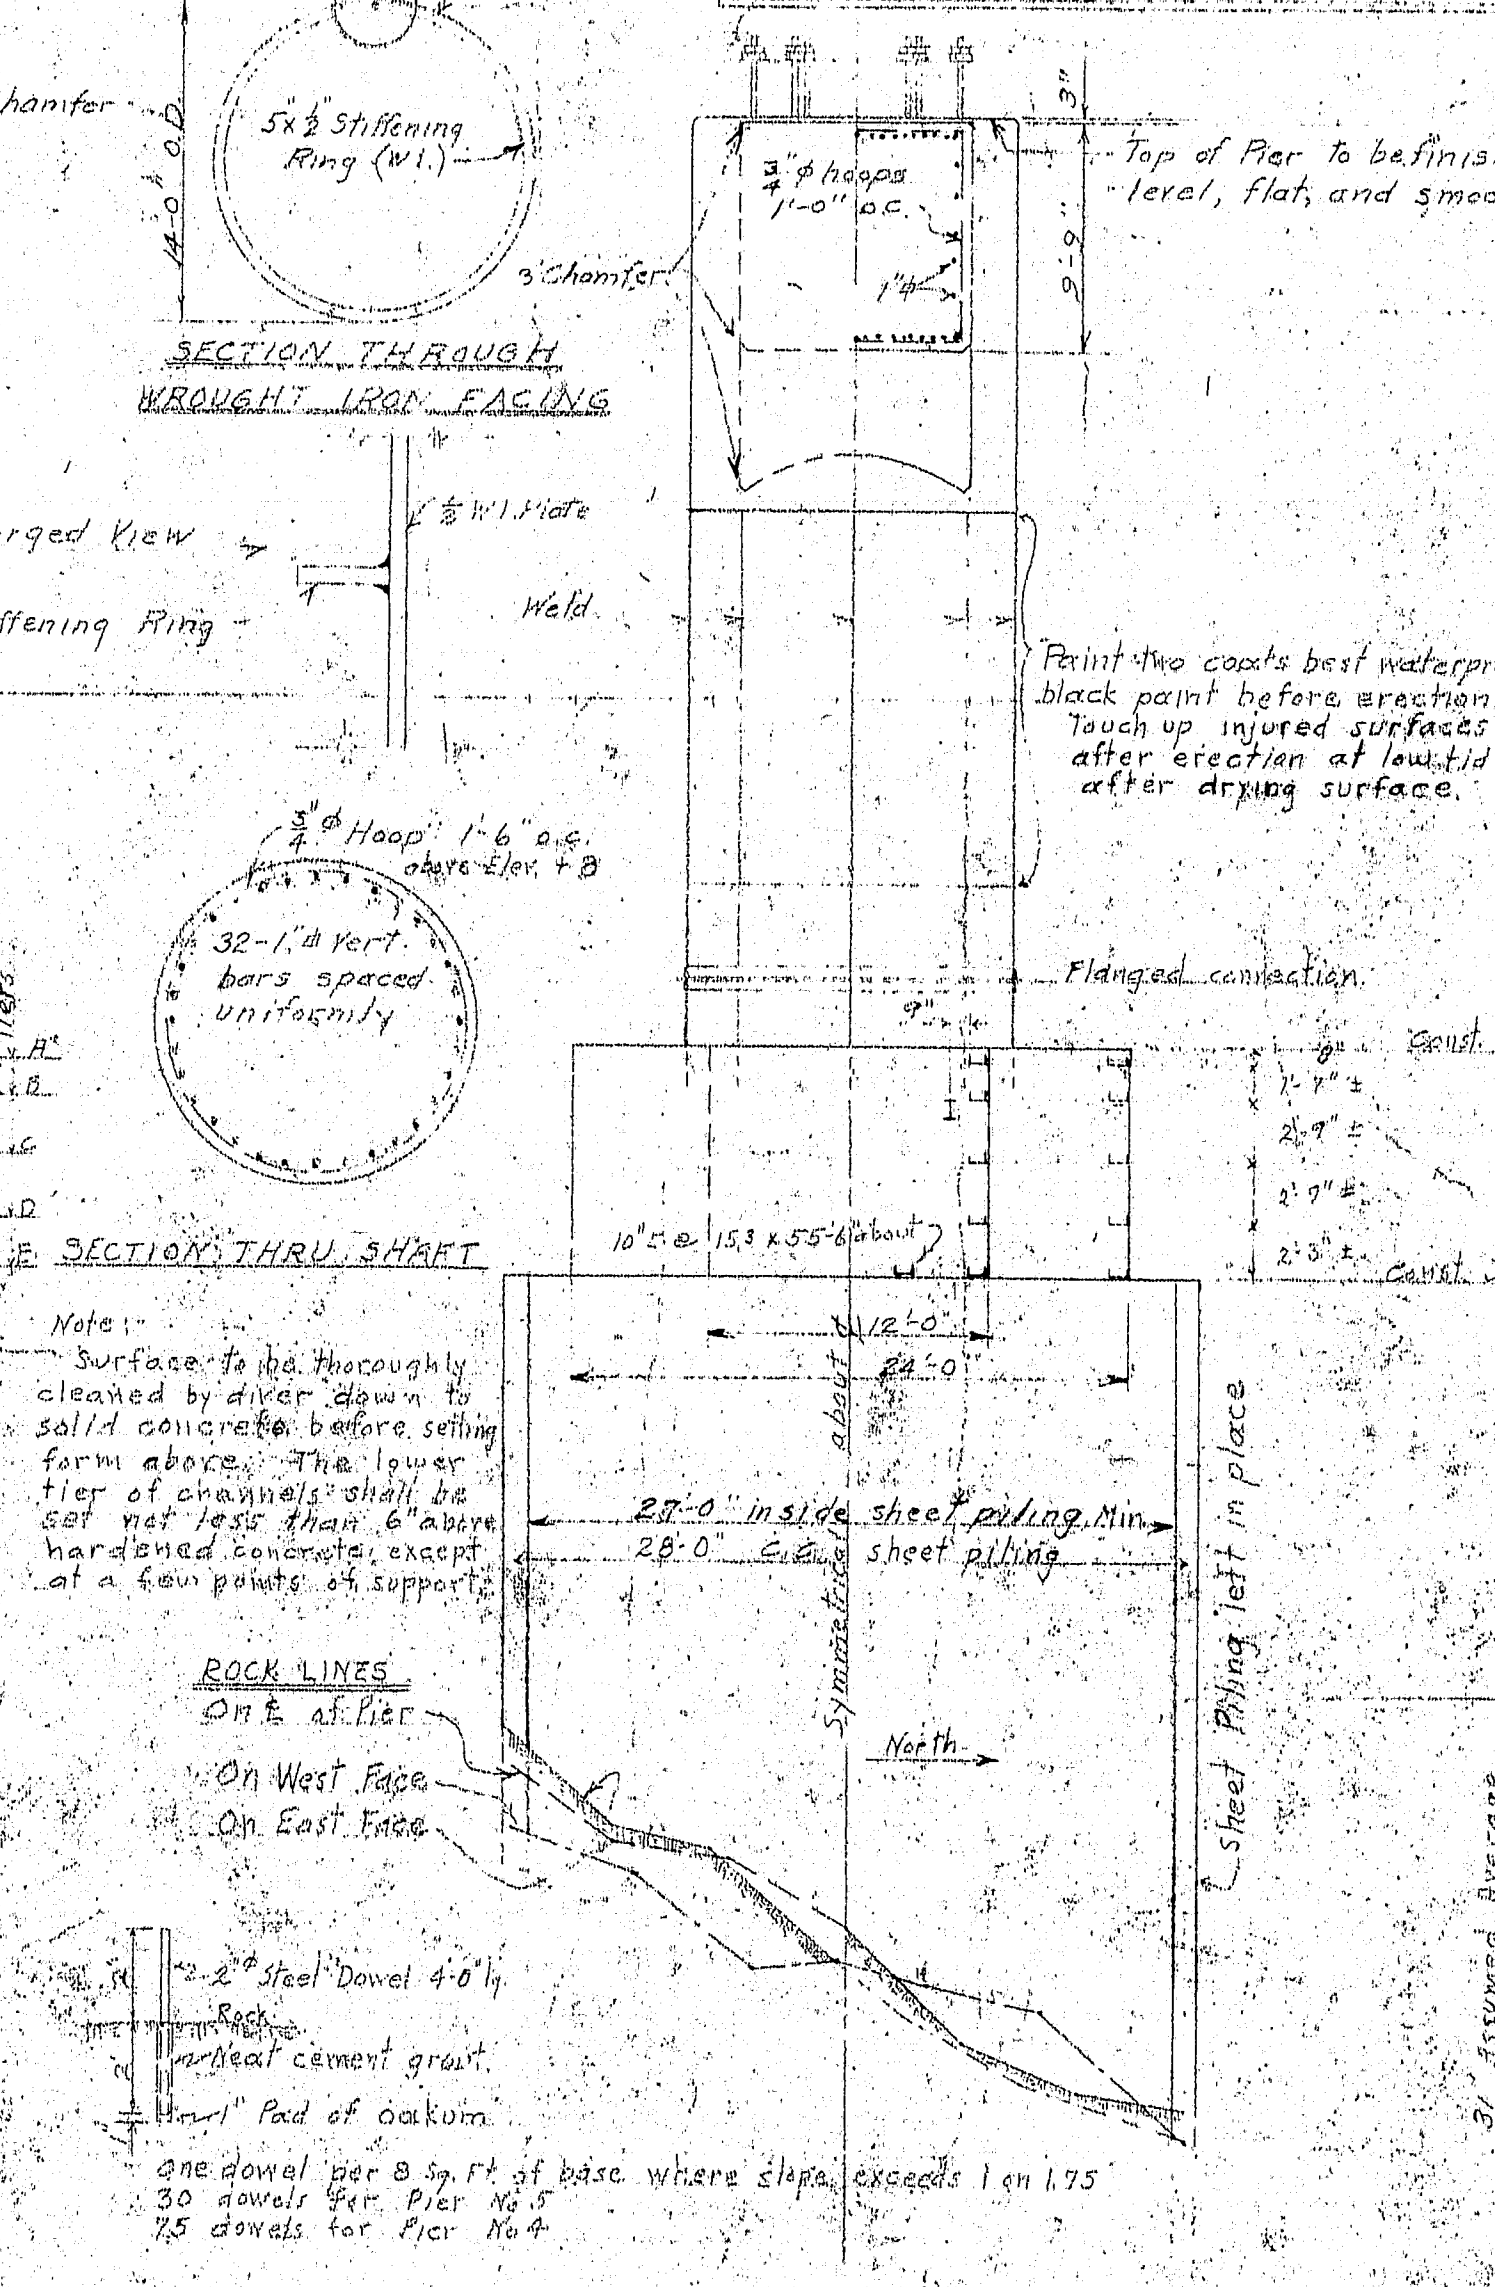 hamfer
14'-0" O.D.
5"x ½" Stiffening
Ring (W.I.)
SECTION THROUGH
WROUGHT IRON FACING
¾"φ hoops
1'-0" o.c.
3" Chamfer
1"φ
3"
9'-9"
Top of Pier to be finis
level, flat, and smoo
rged View
W.I. Plate
ffening Ring
Weld
Paint two coats best waterpr
black paint before erection
Touch up injured surfaces
after erection at low tid
after drying surface.
¾"φ Hoop 1'-6" o.c.
above Elev. + 8
32-1"φ Vert.
bars spaced
uniformly
Flanged connection
Const.
9"
1'-7" ±
2'-7" ±
2'-7" ±
2'-3" ±
Const.
A
B
C
D
E
SECTION THRU SHAFT
10" [ @ 15.3 x 55'-6" about
12'-0"
24'-0"
Note:
Surface to be thoroughly
cleaned by diver down to
solid concrete before setting
form above. The lower
tier of channels shall be
set not less than 6" above
hardened concrete except
at a few points of support.
27'-0" inside sheet piling Min.
28'-0" c.c. sheet piling
Symmetrical about ℄
Sheet Piling left in place
ROCK LINES
On ℄ of Pier
On West Face
On East Face
North
2"φ Steel Dowel 4'-0" lg.
Rock
Neat cement grout.
1" Pad of oakum
One dowel per 8 Sq. Ft. of base where slope exceeds 1 on 1.75
30 dowels for Pier No. 5
75 dowels for Pier No 4
Assumed Average